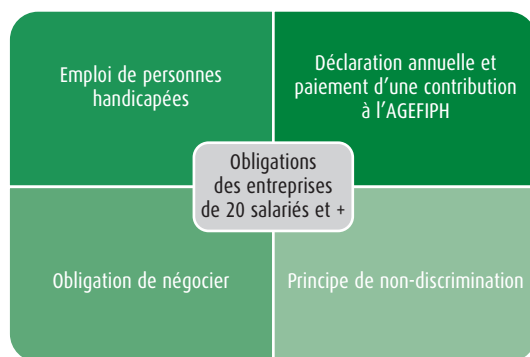 Emploi de personnes
handicapées
Déclaration annuelle et
paiement d'une contribution
à l'AGEFIPH
Obligations
des entreprises
de 20 salariés et +
Obligation de négocier
Principe de non-discrimination